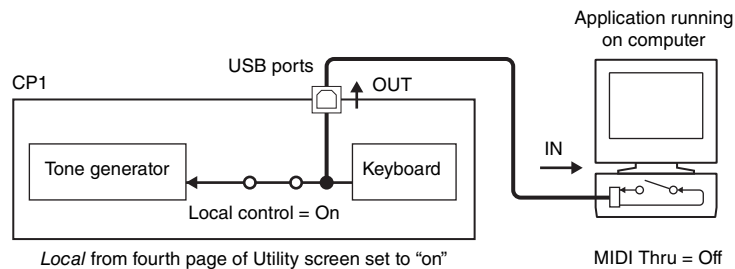 Application running
on computer
USB ports
CP1
OUT
IN
Tone generator
Keyboard
Local control = On
Local from fourth page of Utility screen set to “on”
MIDI Thru = Off